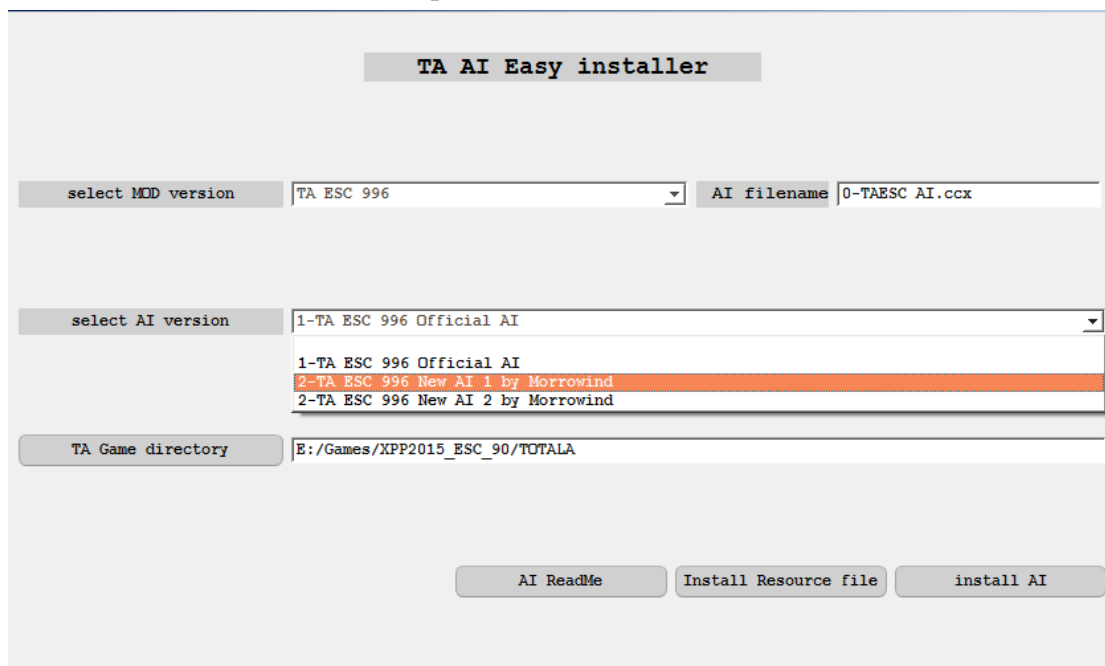 TA AI Easy installer
select MOD version TA ESC 996 AI filename 0-TAESC AI.ccx
select AI version 1-TA ESC 996 Official AI
1-TA ESC 996 Official AI
2-TA ESC 996 New AI 1 by Morrowind
2-TA ESC 996 New AI 2 by Morrowind
TA Game directory E:/Games/XPP2015_ESC_90/TOTALA
AI ReadMe Install Resource file install AI